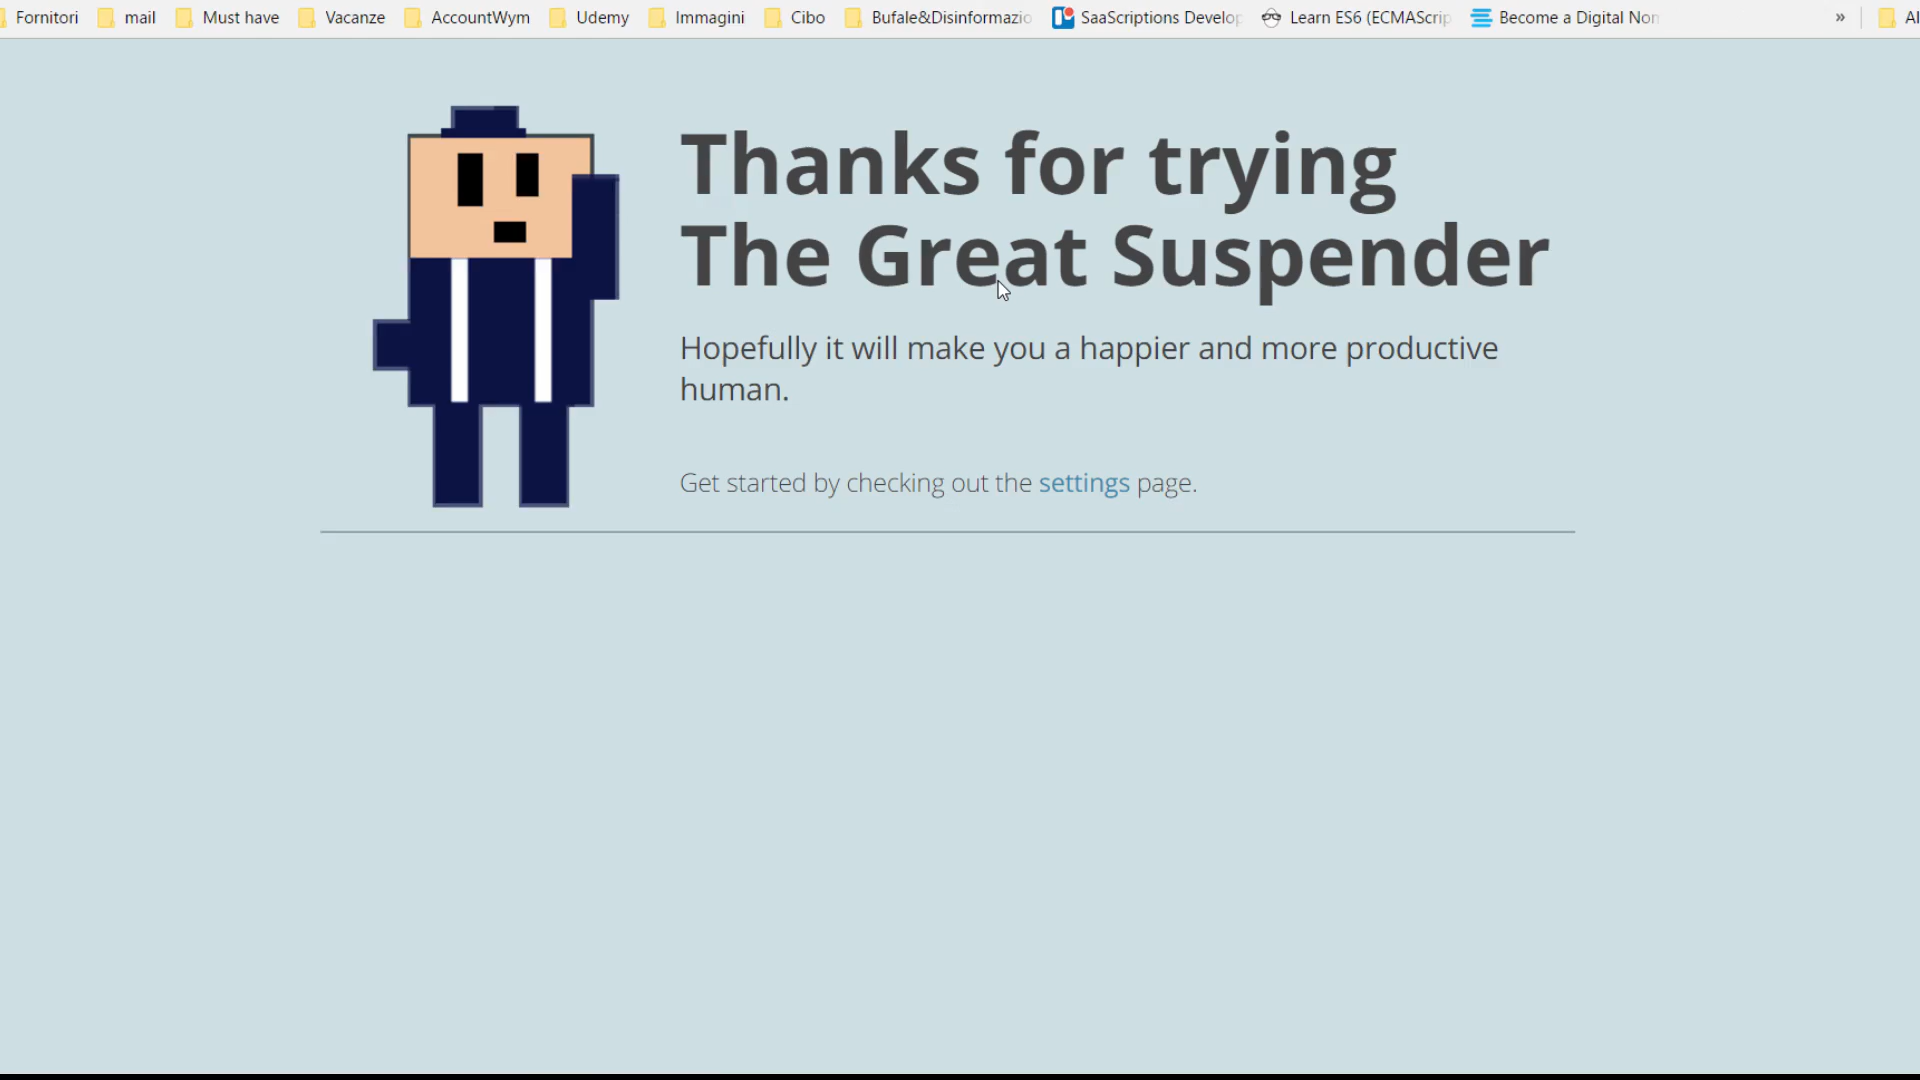 Fornitori mail Must have Vacanze AccountWym Udemy Immagini Cibo Bufale&Disinformazio SaaScriptions Develop Learn ES6 (ECMAScrip Become a Digital Nom » Al
Thanks for trying
The Great Suspender
Hopefully it will make you a happier and more productive
human.
Get started by checking out the settings page.